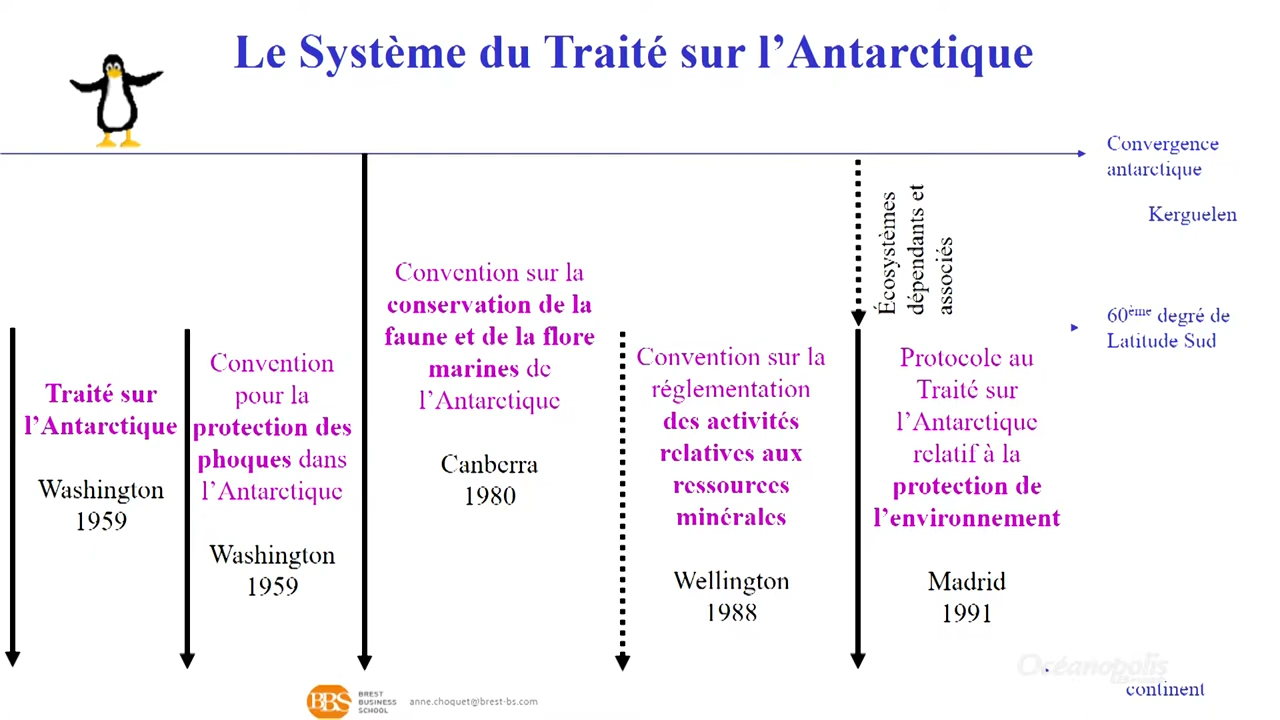 Le Système du Traité sur l’Antarctique
Convergence
antarctique
Kerguelen
60ème degré de
Latitude Sud
continent
Traité sur
l’Antarctique
Washington
1959
Convention
pour la
protection des
phoques dans
l’Antarctique
Washington
1959
Convention sur la
conservation de la
faune et de la flore
marines de
l’Antarctique
Canberra
1980
Convention sur la
réglementation
des activités
relatives aux
ressources
minérales
Wellington
1988
Écosystèmes
dépendants et
associés
Protocole au
Traité sur
l’Antarctique
relatif à la
protection de
l’environnement
Madrid
1991
Océanopolis
BBS
BREST
BUSINESS
SCHOOL
anne.choquet@brest-bs.com